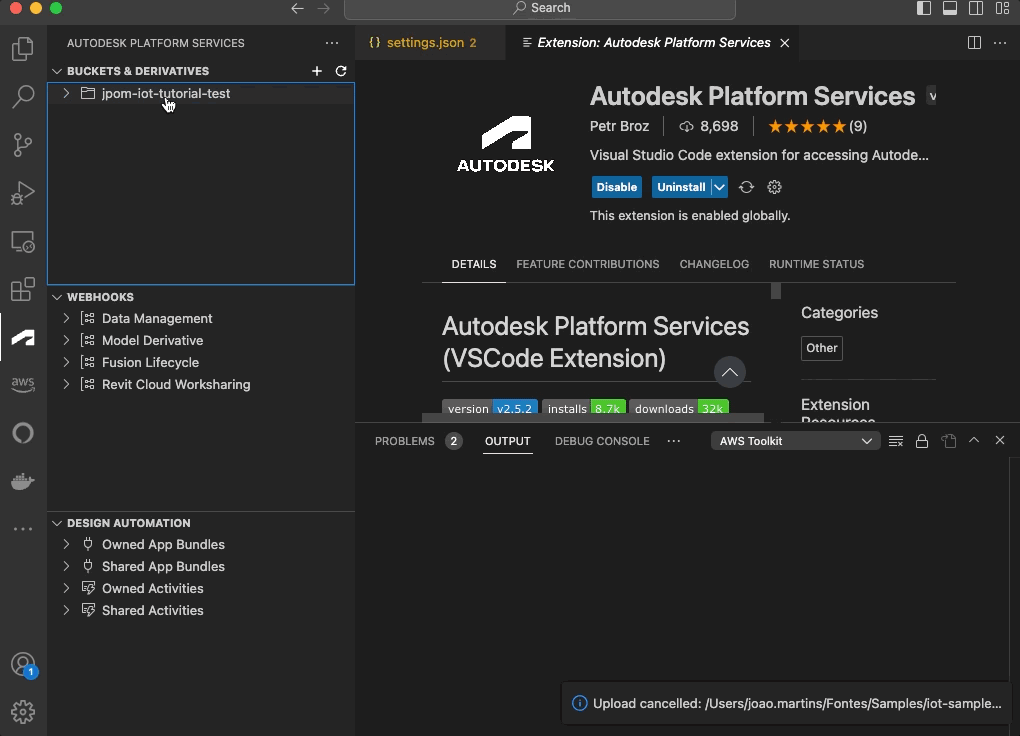 Search
AUTODESK PLATFORM SERVICES
BUCKETS & DERIVATIVES
jpom-iot-tutorial-test
WEBHOOKS
Data Management
Model Derivative
Fusion Lifecycle
Revit Cloud Worksharing
DESIGN AUTOMATION
Owned App Bundles
Shared App Bundles
Owned Activities
Shared Activities
aws
1
{} settings.json 2
Extension: Autodesk Platform Services
AUTODESK
Autodesk Platform Services v
Petr Broz 8,698 ★★★★★(9)
Visual Studio Code extension for accessing Autode...
Disable Uninstall
This extension is enabled globally.
DETAILS FEATURE CONTRIBUTIONS CHANGELOG RUNTIME STATUS
Autodesk Platform Services
(VSCode Extension)
version v2.5.2 installs 8.7k downloads 32k
Categories
Other
Extension
Resources
PROBLEMS 2 OUTPUT DEBUG CONSOLE ... AWS Toolkit
Upload cancelled: /Users/joao.martins/Fontes/Samples/iot-sample...